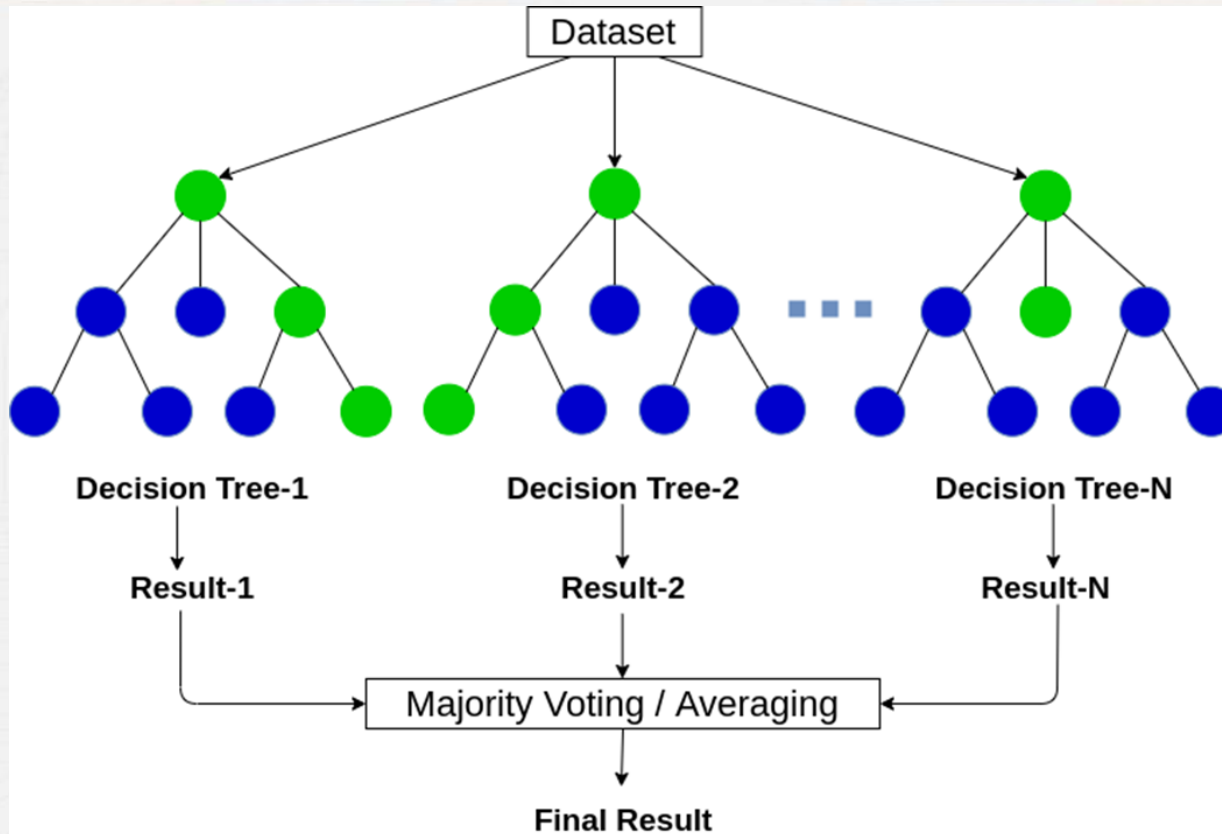 Dataset
Decision Tree-1
Decision Tree-2
Decision Tree-N
Result-1
Result-2
Result-N
Majority Voting / Averaging
Final Result